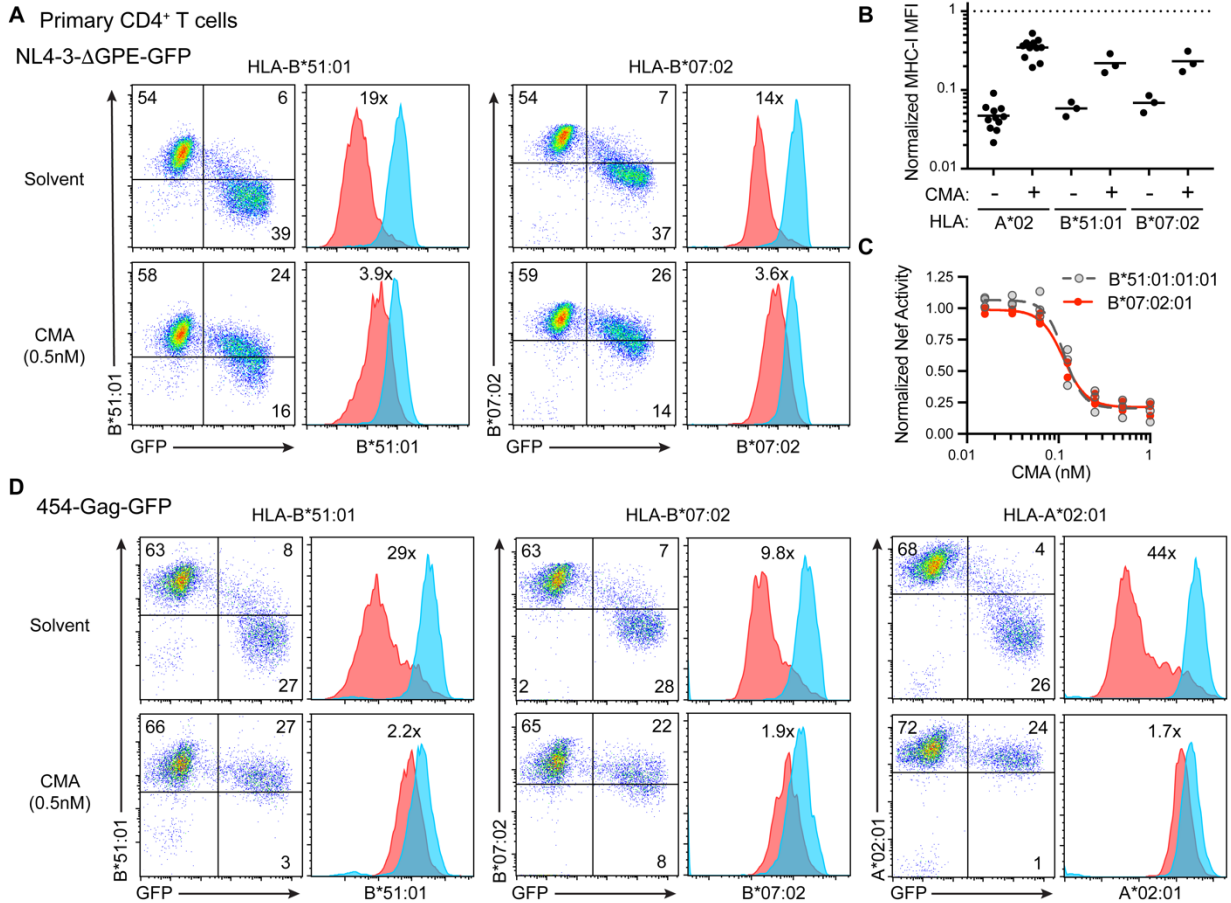 A Primary CD4+ T cells
NL4-3-ΔGPE-GFP
HLA-B*51:01
HLA-B*07:02
Solvent
54 6
39
19x
54 7
37
14x
CMA
(0.5nM)
58 24
16
3.9x
59 26
14
3.6x
B*51:01
GFP
B*51:01
B*07:02
GFP
B*07:02
B
Normalized MHC-I MFI
1
0.1
0.01
CMA: - + - + - +
HLA: A*02 B*51:01 B*07:02
C
Normalized Nef Activity
1.25
1.00
0.75
0.50
0.25
0.00
0.01 0.1 1
CMA (nM)
B*51:01:01:01
B*07:02:01
D
454-Gag-GFP
HLA-B*51:01
HLA-B*07:02
HLA-A*02:01
Solvent
63 8
27
29x
63 7
2 28
9.8x
68 4
26
44x
CMA
(0.5nM)
66 27
3
2.2x
65 22
8
1.9x
72 24
1
1.7x
B*51:01
GFP
B*51:01
B*07:02
GFP
B*07:02
A*02:01
GFP
A*02:01